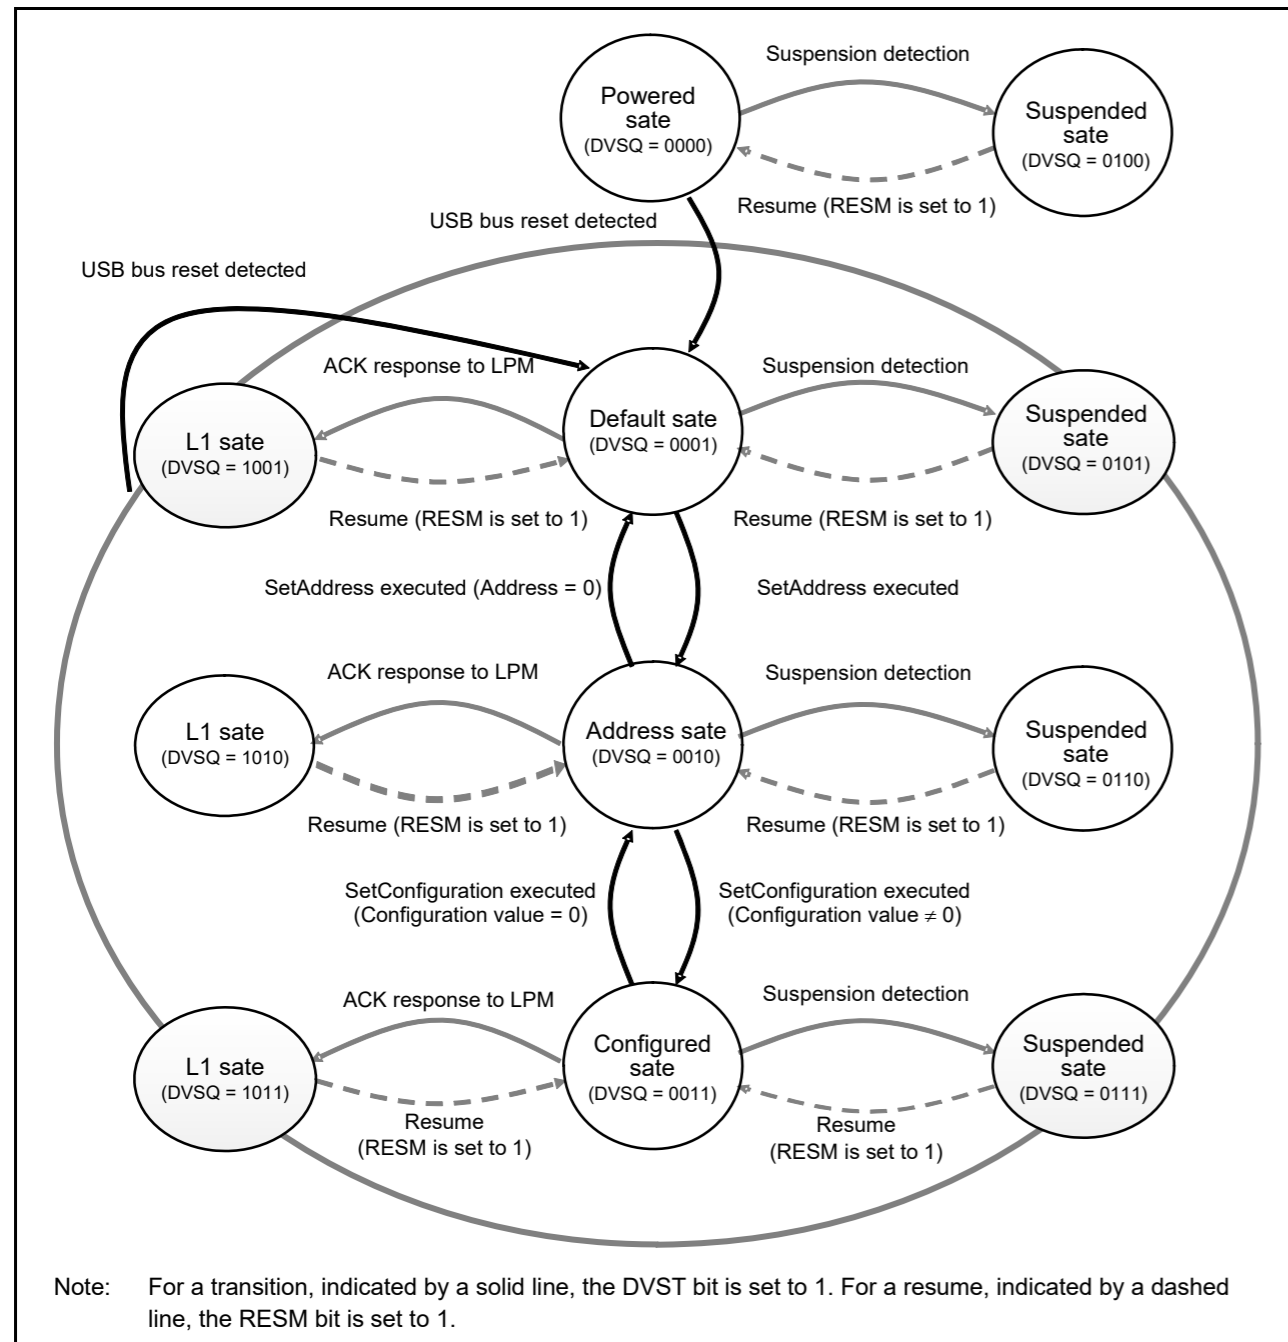 Powered
sate
(DVSQ = 0000)
Suspension detection
Suspended
sate
(DVSQ = 0100)
Resume (RESM is set to 1)
USB bus reset detected
USB bus reset detected
ACK response to LPM
Suspension detection
L1 sate
(DVSQ = 1001)
Default sate
(DVSQ = 0001)
Suspended
sate
(DVSQ = 0101)
Resume (RESM is set to 1)
Resume (RESM is set to 1)
SetAddress executed (Address = 0)
SetAddress executed
ACK response to LPM
Suspension detection
L1 sate
(DVSQ = 1010)
Address sate
(DVSQ = 0010)
Suspended
sate
(DVSQ = 0110)
Resume (RESM is set to 1)
Resume (RESM is set to 1)
SetConfiguration executed
(Configuration value = 0)
SetConfiguration executed
(Configuration value ≠ 0)
ACK response to LPM
Suspension detection
L1 sate
(DVSQ = 1011)
Configured
sate
(DVSQ = 0011)
Suspended
sate
(DVSQ = 0111)
Resume
(RESM is set to 1)
Resume
(RESM is set to 1)
Note: For a transition, indicated by a solid line, the DVST bit is set to 1. For a resume, indicated by a dashed
line, the RESM bit is set to 1.